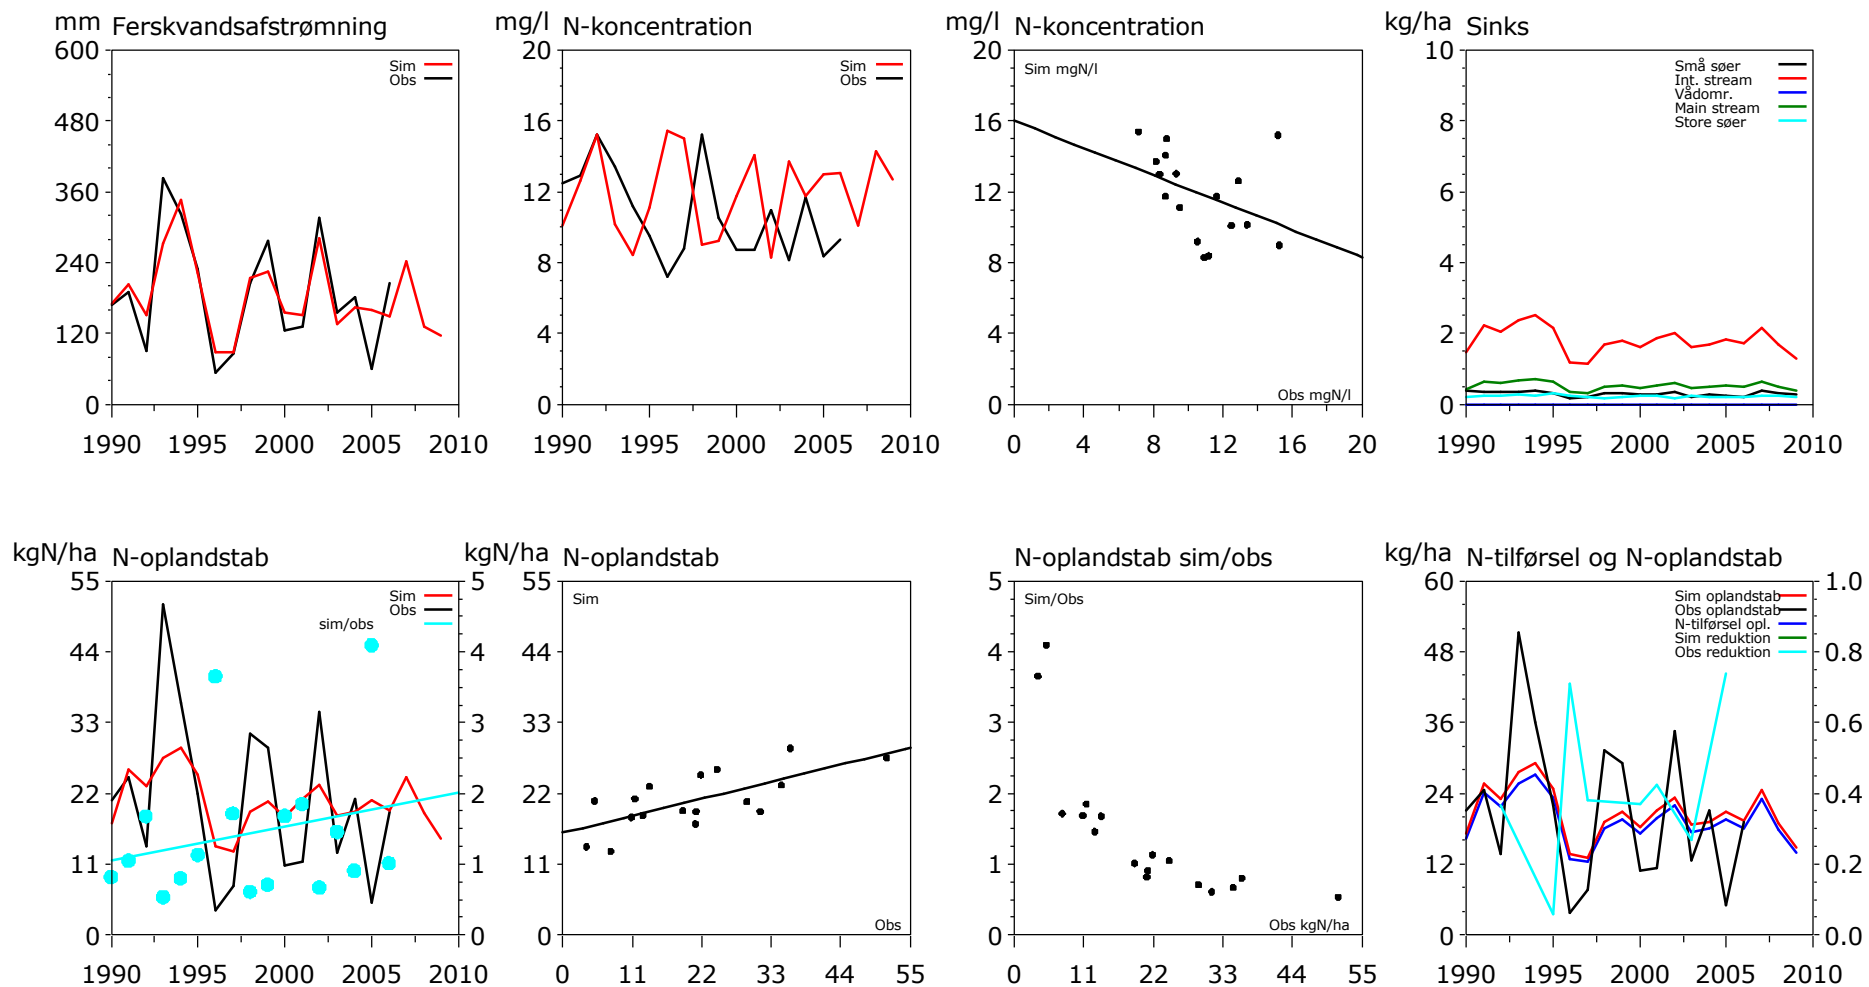 mm Ferskvandsafstrømning
600
480
360
240
120
0
1990 1995 2000 2005 2010
Sim
Obs
mg/l N-koncentration
20
16
12
8
4
0
1990 1995 2000 2005 2010
Sim
Obs
mg/l N-koncentration
20
16
12
8
4
0
0 4 8 12 16 20
Sim mgN/l
Obs mgN/l
kg/ha Sinks
10
8
6
4
2
0
1990 1995 2000 2005 2010
Små søer
Int. stream
Vådomr.
Main stream
Store søer
kgN/ha N-oplandstab
55
44
33
22
11
0
5
4
3
2
1
0
1990 1995 2000 2005 2010
Sim
Obs
sim/obs
kgN/ha N-oplandstab
55
44
33
22
11
0
0 11 22 33 44 55
Sim
Obs
N-oplandstab sim/obs
5
4
3
2
1
0
0 11 22 33 44 55
Sim/Obs
Obs kgN/ha
kg/ha N-tilførsel og N-oplandstab
60
48
36
24
12
0
1.0
0.8
0.6
0.4
0.2
0.0
1990 1995 2000 2005 2010
Sim oplandstab
Obs oplandstab
N-tilførsel opl.
Sim reduktion
Obs reduktion